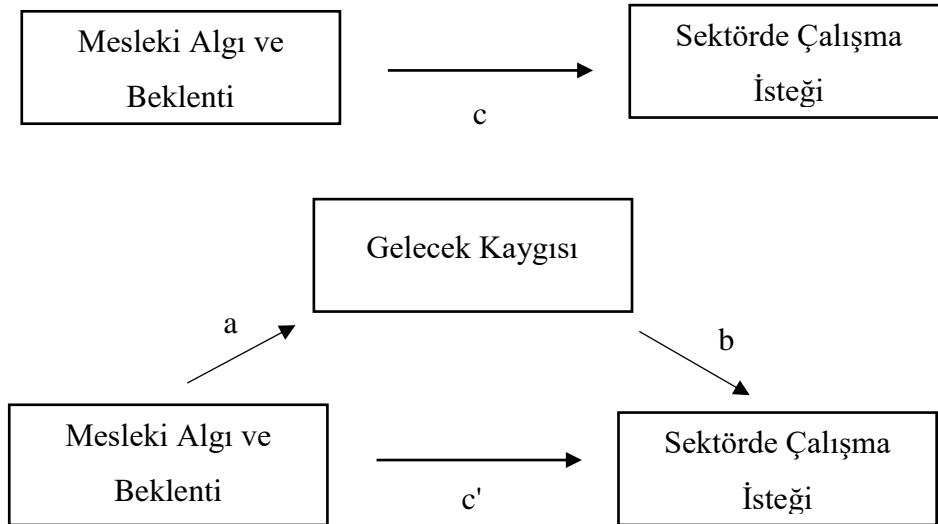 Mesleki Algı ve
Beklenti
c
Sektörde Çalışma
İsteği
Gelecek Kaygısı
a
b
Mesleki Algı ve
Beklenti
c'
Sektörde Çalışma
İsteği